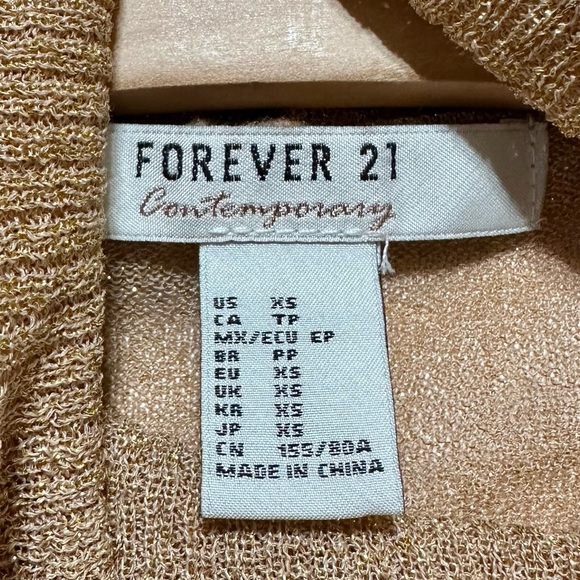 FOREVER 21
Contemporary
US XS
CA TP
MX/ECU EP
BR PP
EU XS
UK XS
KR XS
JP XS
CN 155/80A
MADE IN CHINA